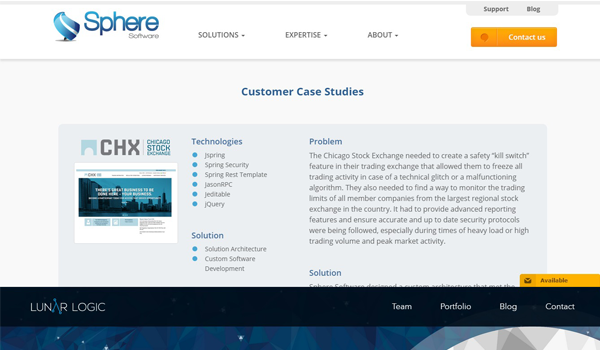 Support Blog
Sphere
Software
SOLUTIONS EXPERTISE ABOUT
Contact us
Customer Case Studies
CHX CHICAGO
STOCK
EXCHANGE
THERE'S GREAT BUSINESS TO BE
DONE HERE - YOUR BUSINESS.
Technologies
Jspring
Spring Security
Spring Rest Template
JasonRPC
Jeditable
jQuery
Solution
Solution Architecture
Custom Software
Development
Problem
The Chicago Stock Exchange needed to create a safety “kill switch”
feature in their trading exchange that allowed them to freeze all
trading activity in case of a technical glitch or a malfunctioning
algorithm. They also needed to find a way to monitor the trading
limits of all member companies from the largest regional stock
exchange in the country. It had to provide advanced reporting
features and ensure accurate and up to date security protocols
were being followed, especially during times of heavy load or high
trading volume and peak market activity.
Solution
Sphere Software designed a custom architecture that met the
Available
LUNAR LOGIC
Team Portfolio Blog Contact